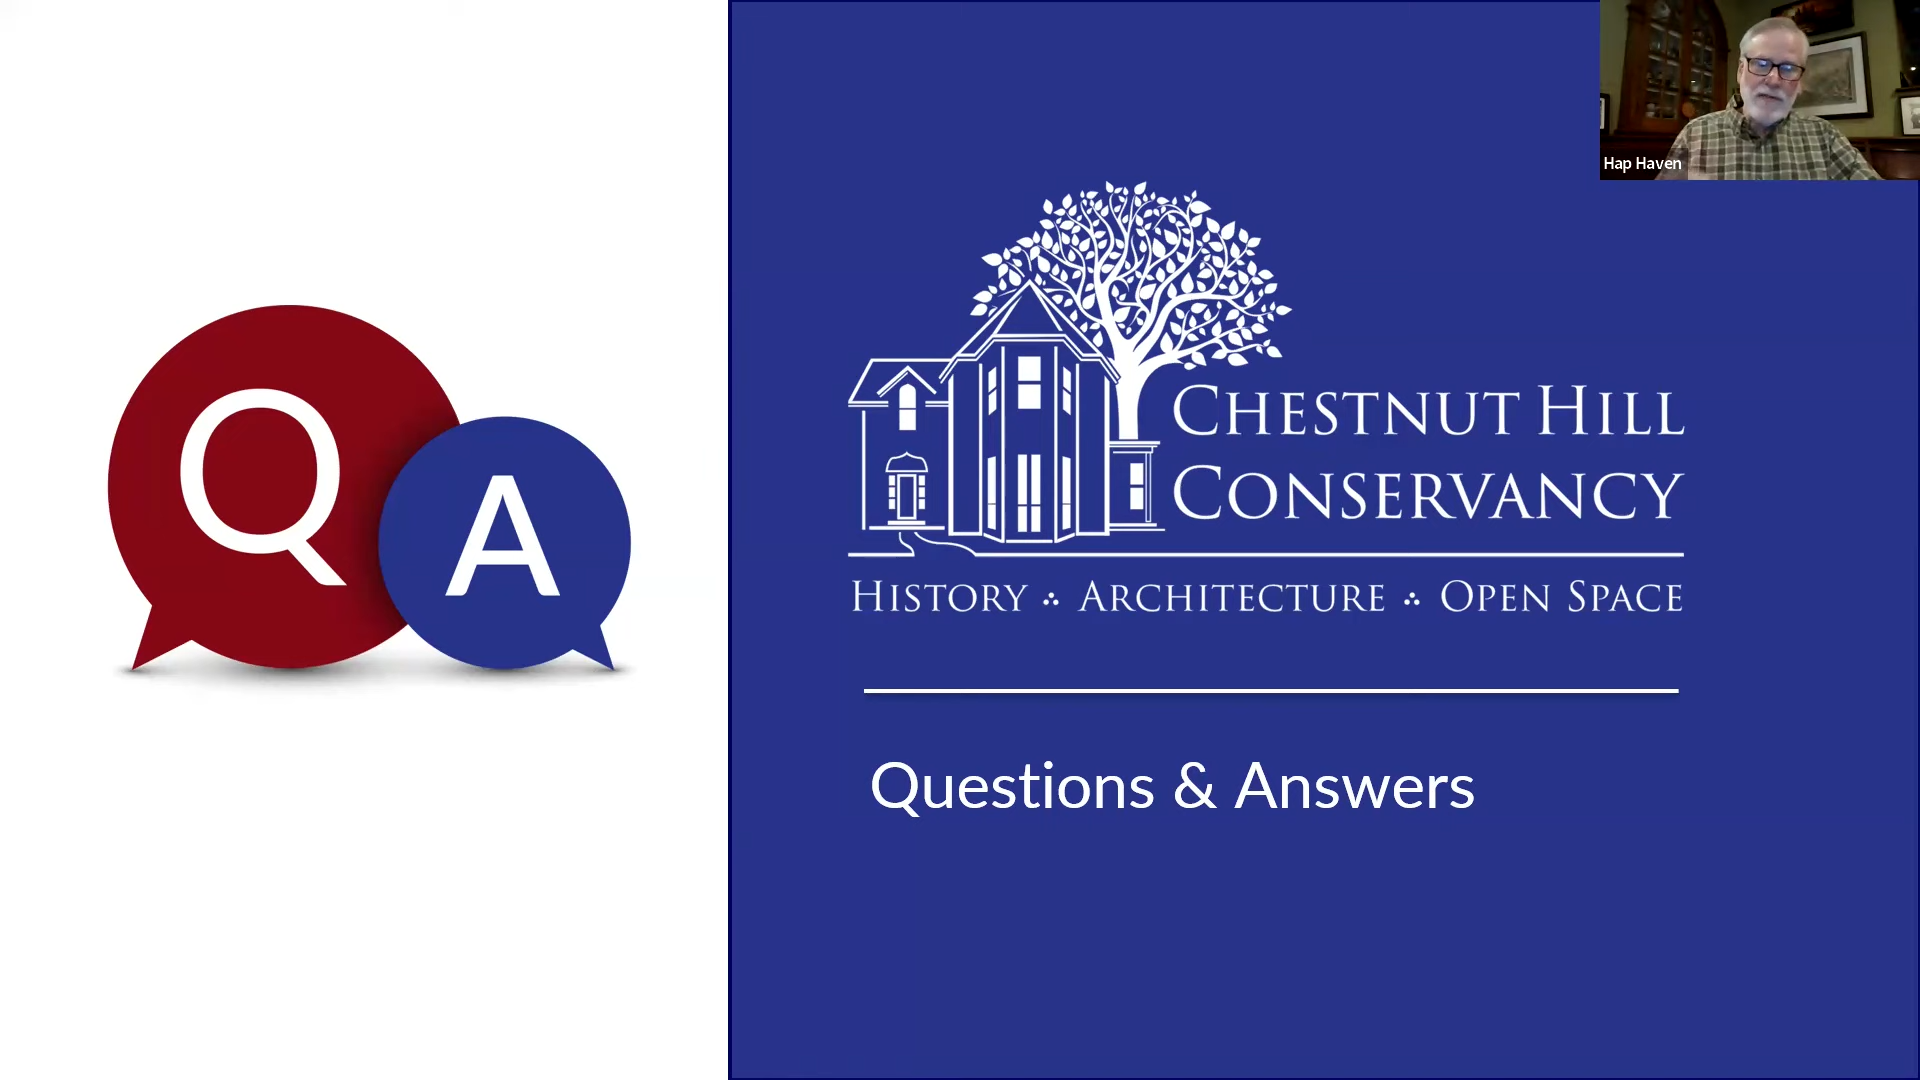 Hap Haven
Q
A
CHESTNUT HILL
CONSERVANCY
HISTORY ∴ ARCHITECTURE ∴ OPEN SPACE
Questions & Answers